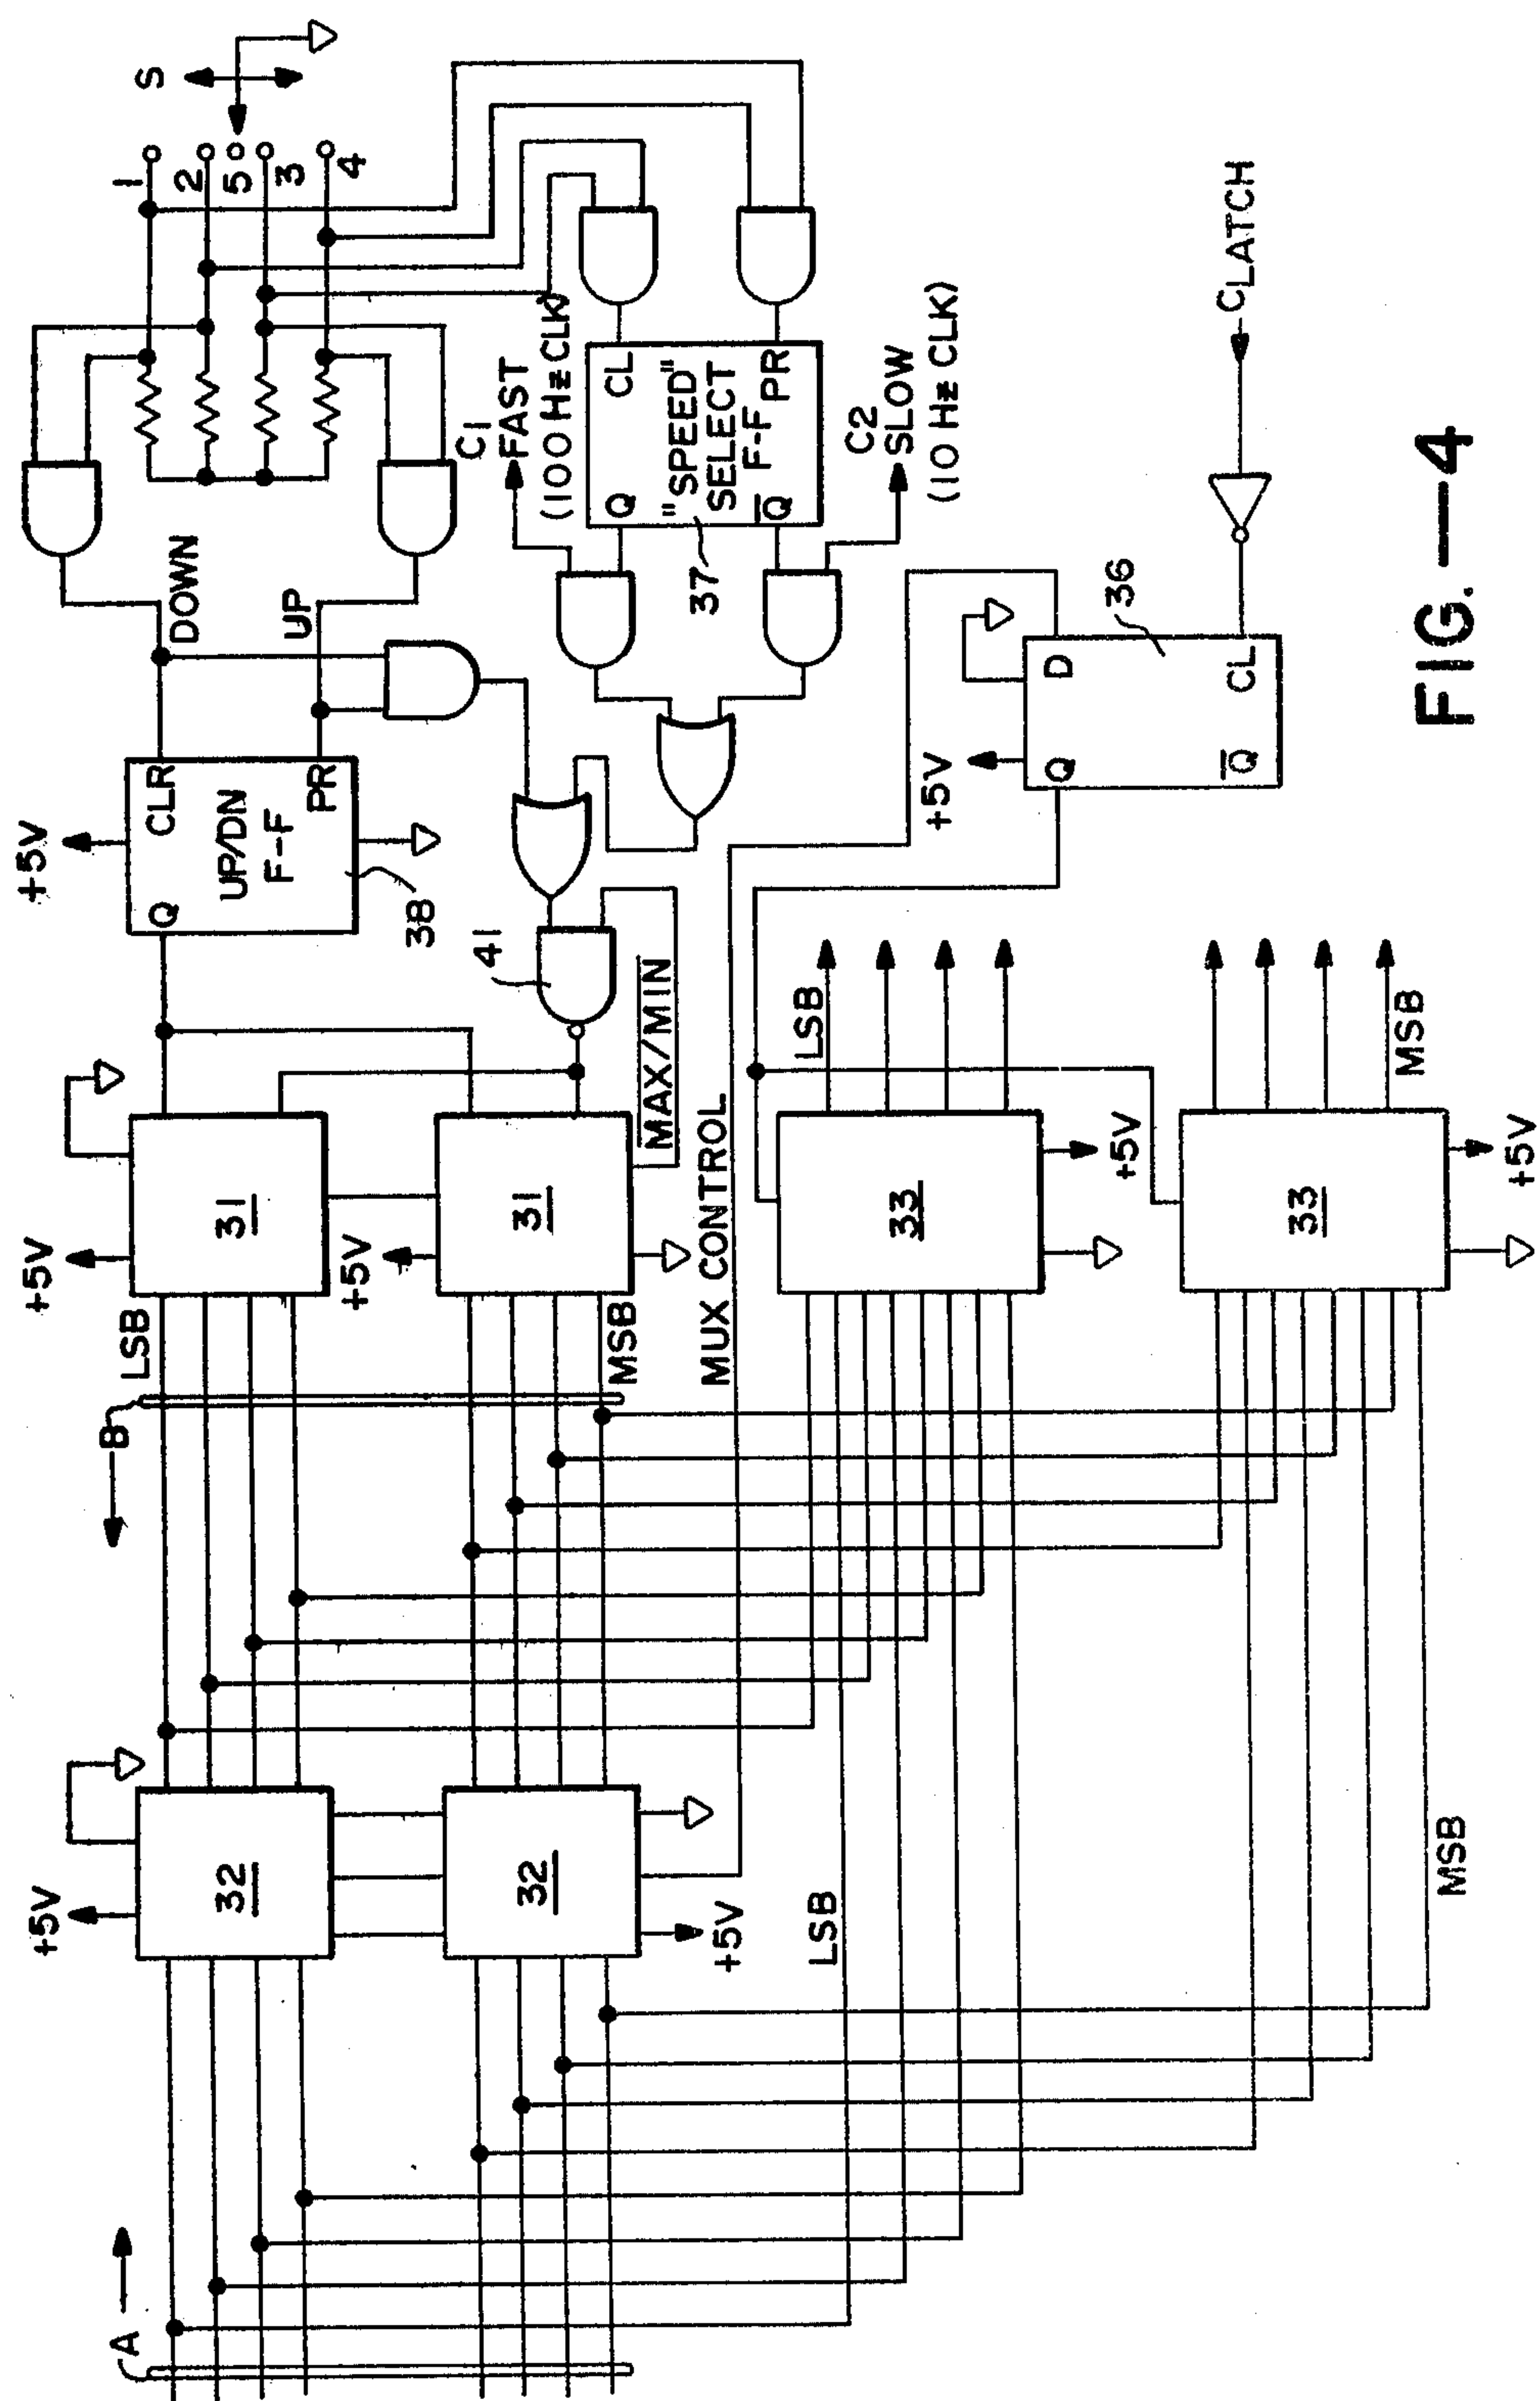 S
1
2
5
3
4
DOWN
UP
+5V
CLR
UP/DN
F-F
PR
Q
38
C1
FAST
(100 Hz CLK)
CL
"SPEED"
SELECT
F-F
PR
Q
Q̅
37
C2
SLOW
(10 Hz CLK)
CLATCH
36
D
CL
Q
Q̅
+5V
41
MAX/MIN
MUX CONTROL
31
+5V
LSB
31
+5V
MSB
B
LSB
33
+5V
MSB
33
+5V
32
+5V
32
+5V
LSB
MSB
A
FIG.—4